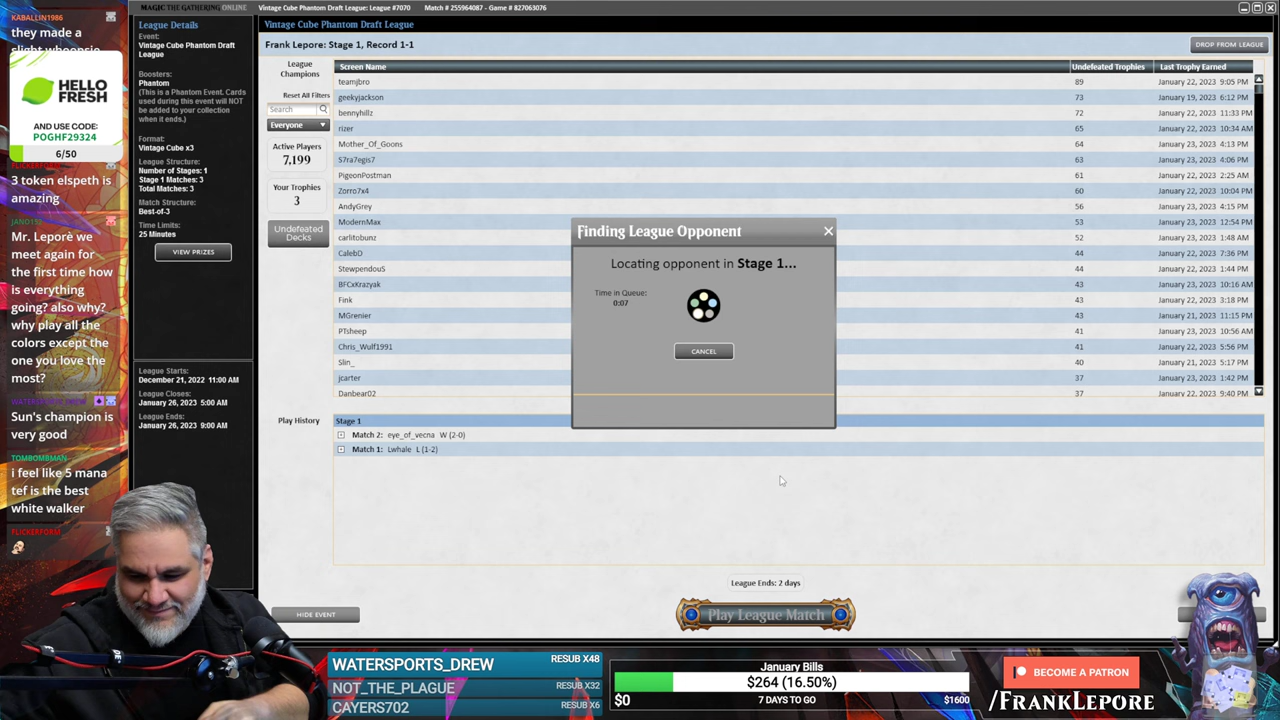 KABALLIN1986
they made a
slight whoopsie
HELLO
FRESH
AND USE CODE:
POGHF29324
6/50
FLICKERFORM
3 token elspeth is
amazing
Mr. Leporè we
meet again for
the first time how
is everything
going? also why?
why play all the
colors except the
one you love the
most?
Sun's champion is
very good
TOMBOMBMAN
i feel like 5 mana
tef is the best
white walker
FLICKERFORM
MAGIC THE GATHERING ONLINE
Vintage Cube Phantom Draft League: League #7070
Match # 255964087 - Game # 827063076
League Details
Event:
Vintage Cube Phantom Draft
League
Boosters:
Phantom
(This is a Phantom Event. Cards
used during this event will NOT
be added to your collection
when it ends.)
Format:
Vintage Cube x3
League Structure:
Number of Stages: 1
Stage 1 Matches: 3
Total Matches: 3
Match Structure:
Best-of-3
Time Limits:
25 Minutes
VIEW PRIZES
League Starts:
December 21, 2022 11:00 AM
League Closes:
January 26, 2023 5:00 AM
League Ends:
January 26, 2023 9:00 AM
Vintage Cube Phantom Draft League
Frank Lepore: Stage 1, Record 1-1
DROP FROM LEAGUE
League
Champions
Reset All Filters
Search
Everyone
Active Players
7,199
Your Trophies
3
Undefeated
Decks
Screen Name Undefeated Trophies Last Trophy Earned
teamjbro 89 January 22, 2023 9:05 PM
geekyjackson 73 January 19, 2023 6:12 PM
bennyhillz 72 January 22, 2023 11:33 PM
rizer 65 January 22, 2023 10:34 AM
Mother_Of_Goons 64 January 22, 2023 4:13 PM
S7ra7egis7 63 January 22, 2023 4:06 PM
PigeonPostman 61 January 22, 2023 2:25 AM
Zorro7x4 60 January 22, 2023 10:04 PM
AndyGrey 56 January 22, 2023 4:15 PM
ModernMax 53 January 22, 2023 12:54 PM
carlitobunz 52 January 22, 2023 1:48 AM
CalebD 44 January 22, 2023 7:36 PM
StewpendouS 44 January 22, 2023 1:44 PM
BFCxKrazyak 43 January 22, 2023 10:16 AM
Fink 43 January 22, 2023 3:18 PM
MGrenier 43 January 21, 2023 11:15 PM
PTsheep 41 January 23, 2023 10:56 AM
Chris_Wulf1991 41 January 22, 2023 5:56 PM
Slin_ 40 January 21, 2023 5:17 PM
jcarter 37 January 23, 2023 1:42 PM
Danbear02 37 January 22, 2023 9:40 PM
Finding League Opponent
Locating opponent in Stage 1...
Time in Queue:
0:07
CANCEL
Play History
Stage 1
Match 2: eye_of_vecna W (2-0)
Match 1: Lwhale L (1-2)
League Ends: 2 days
Play League Match
HIDE EVENT
WATERSPORTS_DREW RESUB X48
NOT_THE_PLAGUE RESUB X32
CAYERS702 RESUB X6
January Bills
$264 (16.50%)
$0 7 DAYS TO GO $1600
BECOME A PATRON
/FRANKLEPORE